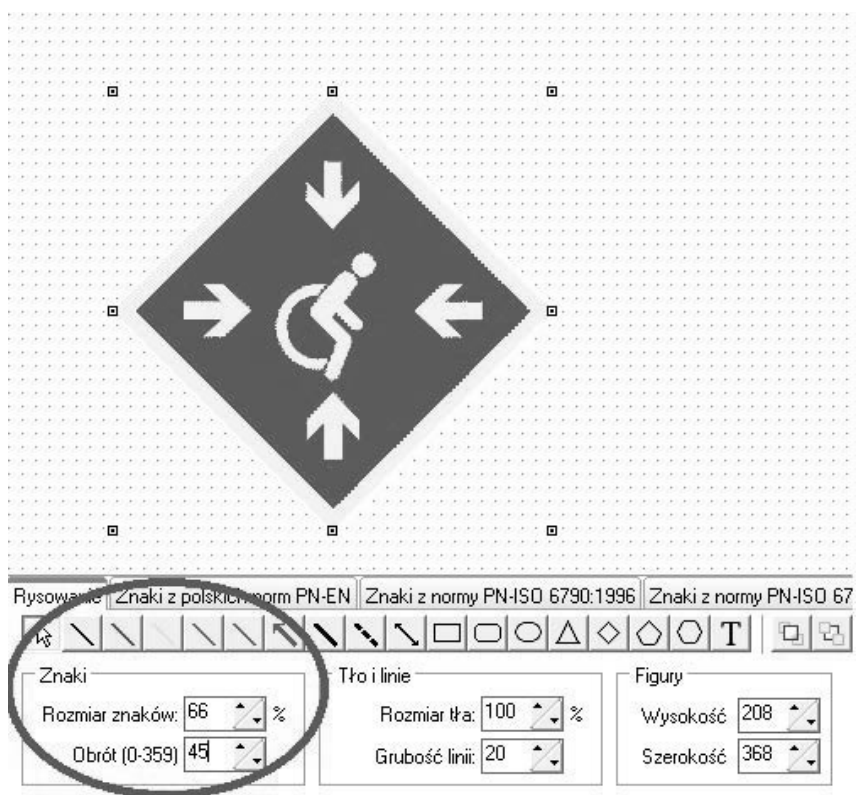 Rysowanie Znaki z polskich norm PN-EN Znaki z normy PN-ISO 6790:1996 Znaki z normy PN-ISO 67
T
Znaki Tło i linie Figury
Rozmiar znaków: 66 % Rozmiar tła: 100 % Wysokość 208
Obrót (0-359) 45 Grubość linii: 20 Szerokość 368